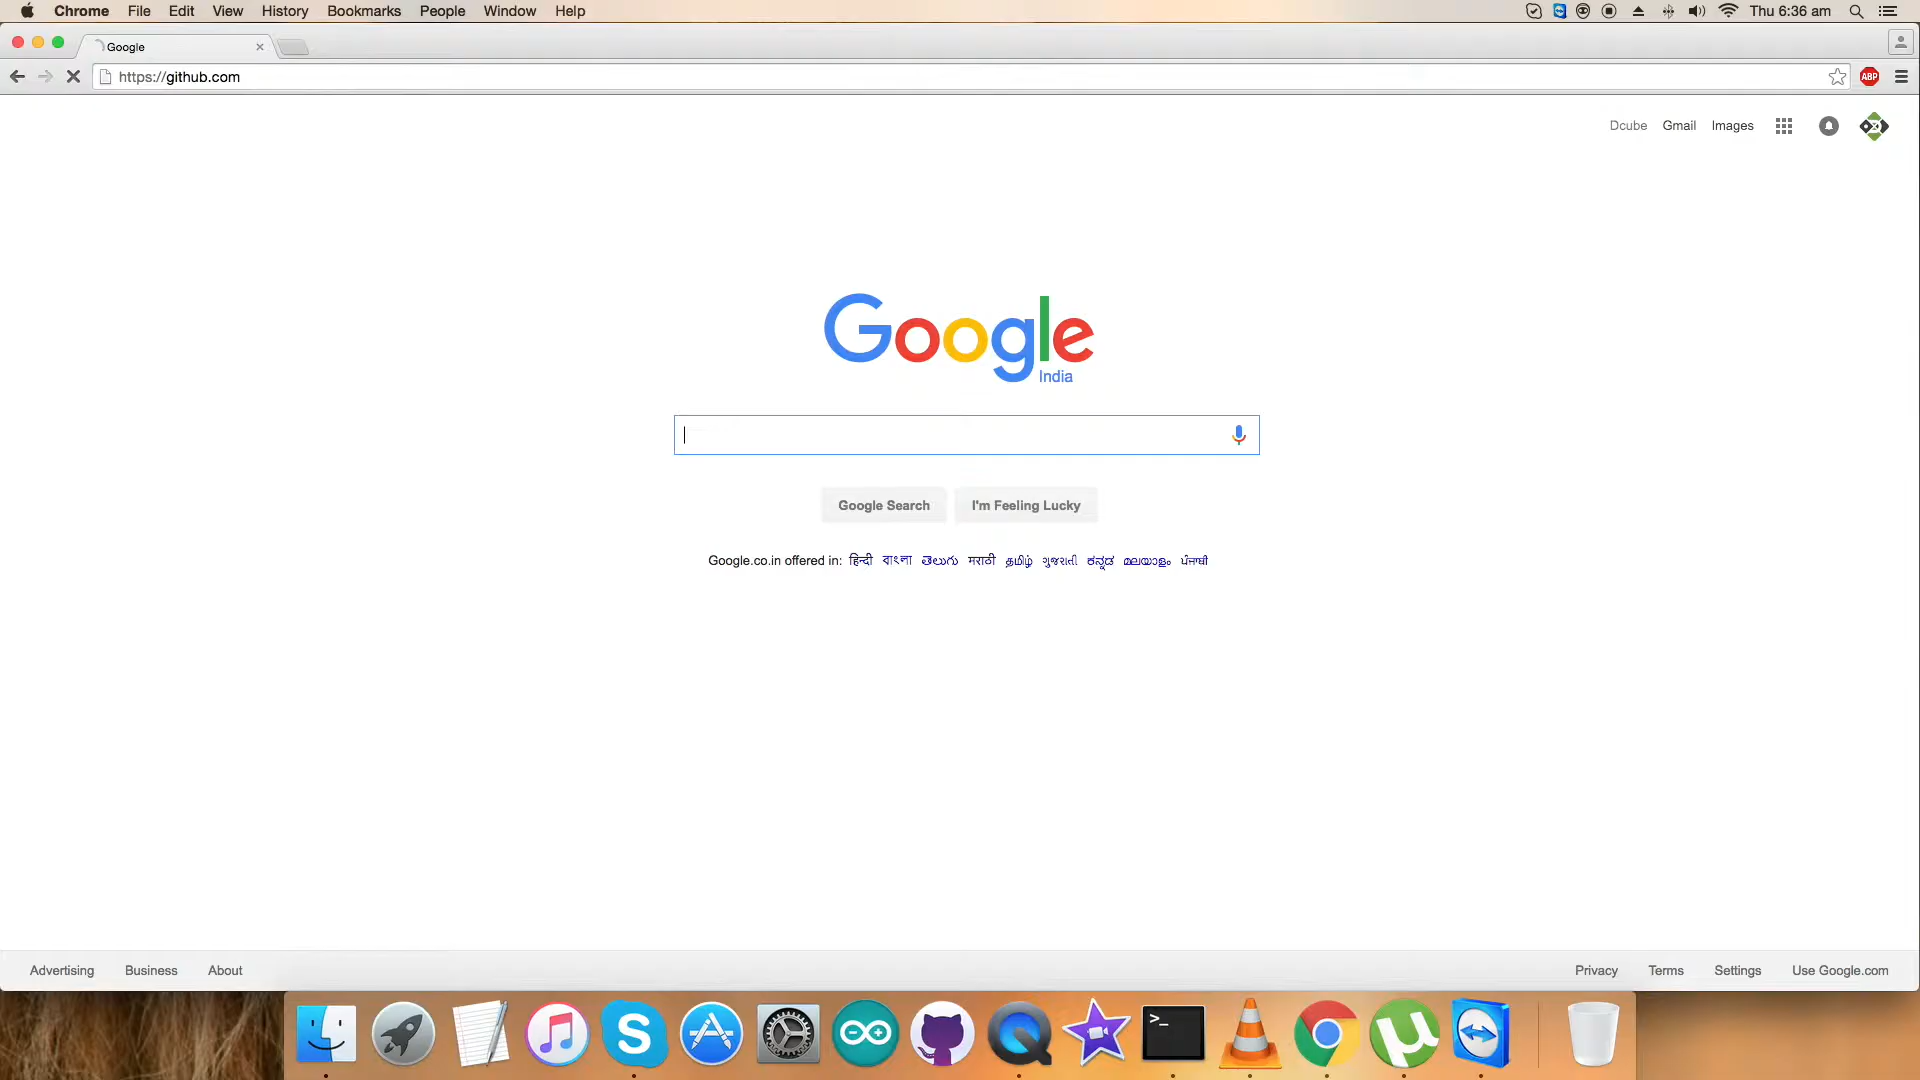 Chrome File Edit View History Bookmarks People Window Help Thu 6:36 am
Google
https://github.com ABP
Dcube Gmail Images
Google
India
Google Search I'm Feeling Lucky
Google.co.in offered in: हिन्दी বাংলা తెలుగు मराठी தமிழ் ગુજરાતી ಕನ್ನಡ മലയാളം ਪੰਜਾਬੀ
Advertising Business About Privacy Terms Settings Use Google.com
>_